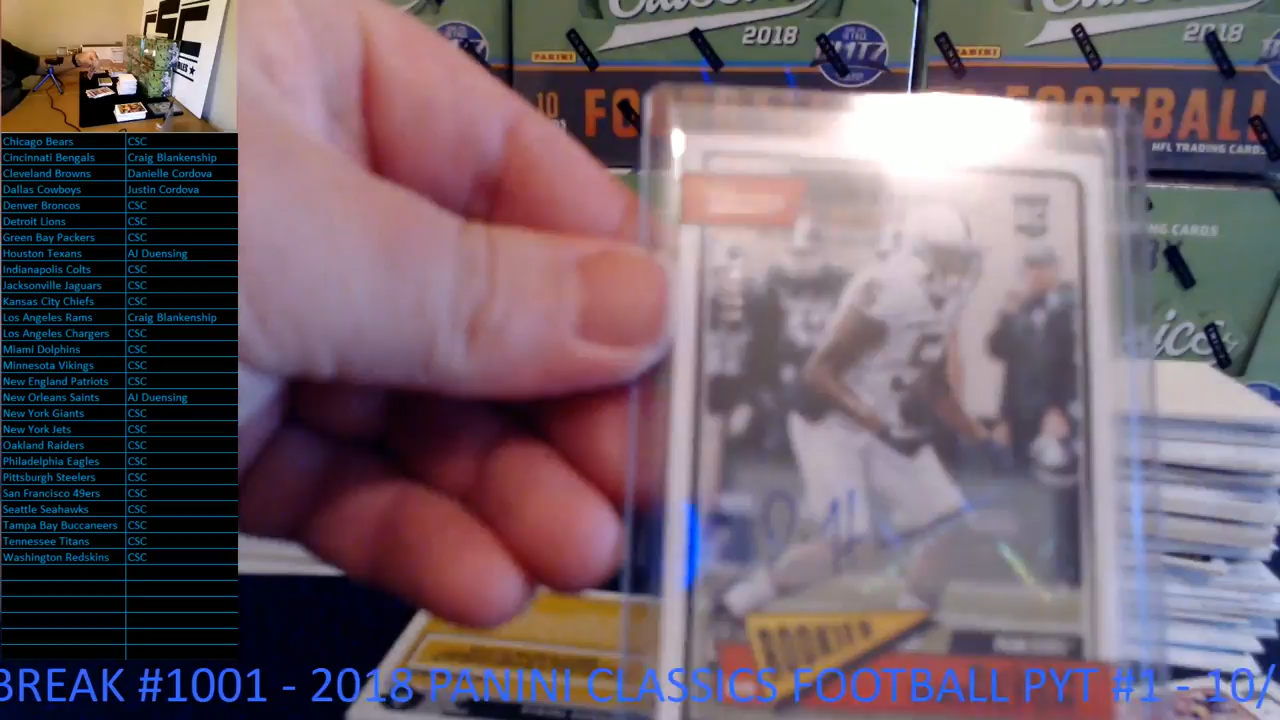 Chicago Bears CSC
Cincinnati Bengals Craig Blankenship
Cleveland Browns Danielle Cordova
Dallas Cowboys Justin Cordova
Denver Broncos CSC
Detroit Lions CSC
Green Bay Packers CSC
Houston Texans AJ Duensing
Indianapolis Colts CSC
Jacksonville Jaguars CSC
Kansas City Chiefs CSC
Los Angeles Rams Craig Blankenship
Los Angeles Chargers CSC
Miami Dolphins CSC
Minnesota Vikings CSC
New England Patriots CSC
New Orleans Saints AJ Duensing
New York Giants CSC
New York Jets CSC
Oakland Raiders CSC
Philadelphia Eagles CSC
Pittsburgh Steelers CSC
San Francisco 49ers CSC
Seattle Seahawks CSC
Tampa Bay Buccaneers CSC
Tennessee Titans CSC
Washington Redskins CSC
2018
PANINI
10
2018
PANINI
FOOTBALL
NFL TRADING CARDS
NG CARDS
ROOKIES
BREAK #1001 - 2018 PANINI CLASSICS FOOTBALL PYT #1 - 10/